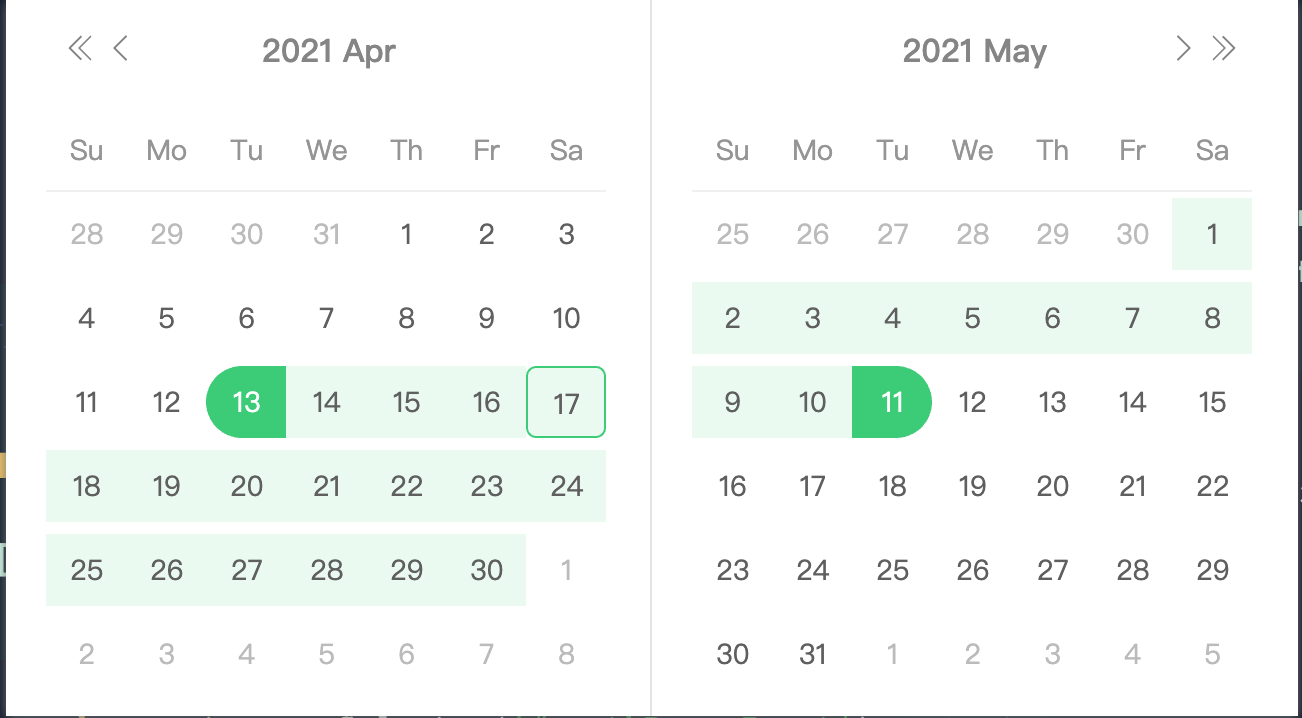 2021 Apr
Su Mo Tu We Th Fr Sa
28 29 30 31 1 2 3
4 5 6 7 8 9 10
11 12 13 14 15 16 17
18 19 20 21 22 23 24
25 26 27 28 29 30 1
2 3 4 5 6 7 8
2021 May
Su Mo Tu We Th Fr Sa
25 26 27 28 29 30 1
2 3 4 5 6 7 8
9 10 11 12 13 14 15
16 17 18 19 20 21 22
23 24 25 26 27 28 29
30 31 1 2 3 4 5